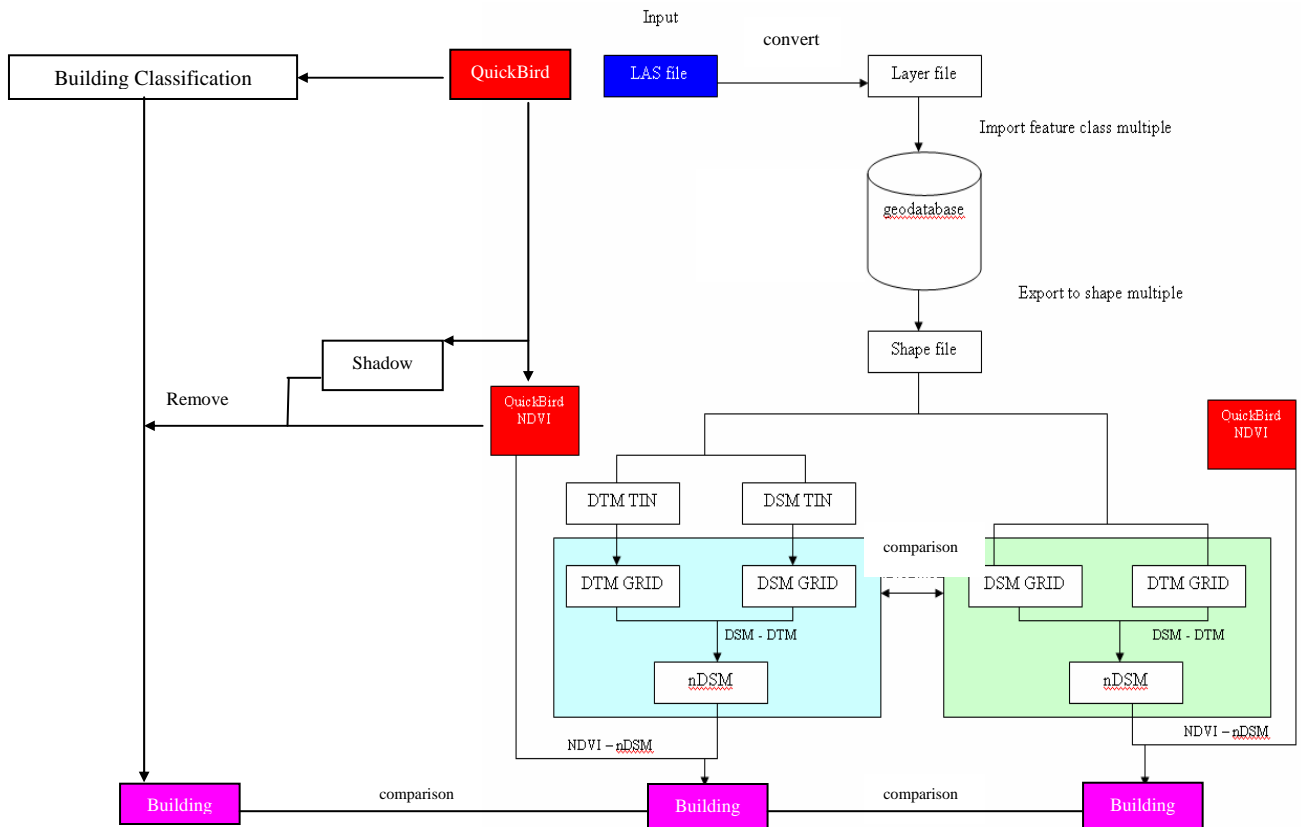 Input
convert
Building Classification
QuickBird
LAS file
Layer file
Import feature class multiple
geodatabase
Export to shape multiple
Shape file
Shadow
Remove
QuickBird
NDVI
QuickBird
NDVI
DTM TIN
DSM TIN
comparison
DTM GRID
DSM GRID
DSM GRID
DTM GRID
DSM - DTM
DSM - DTM
nDSM
nDSM
NDVI – nDSM
NDVI – nDSM
Building
comparison
Building
comparison
Building